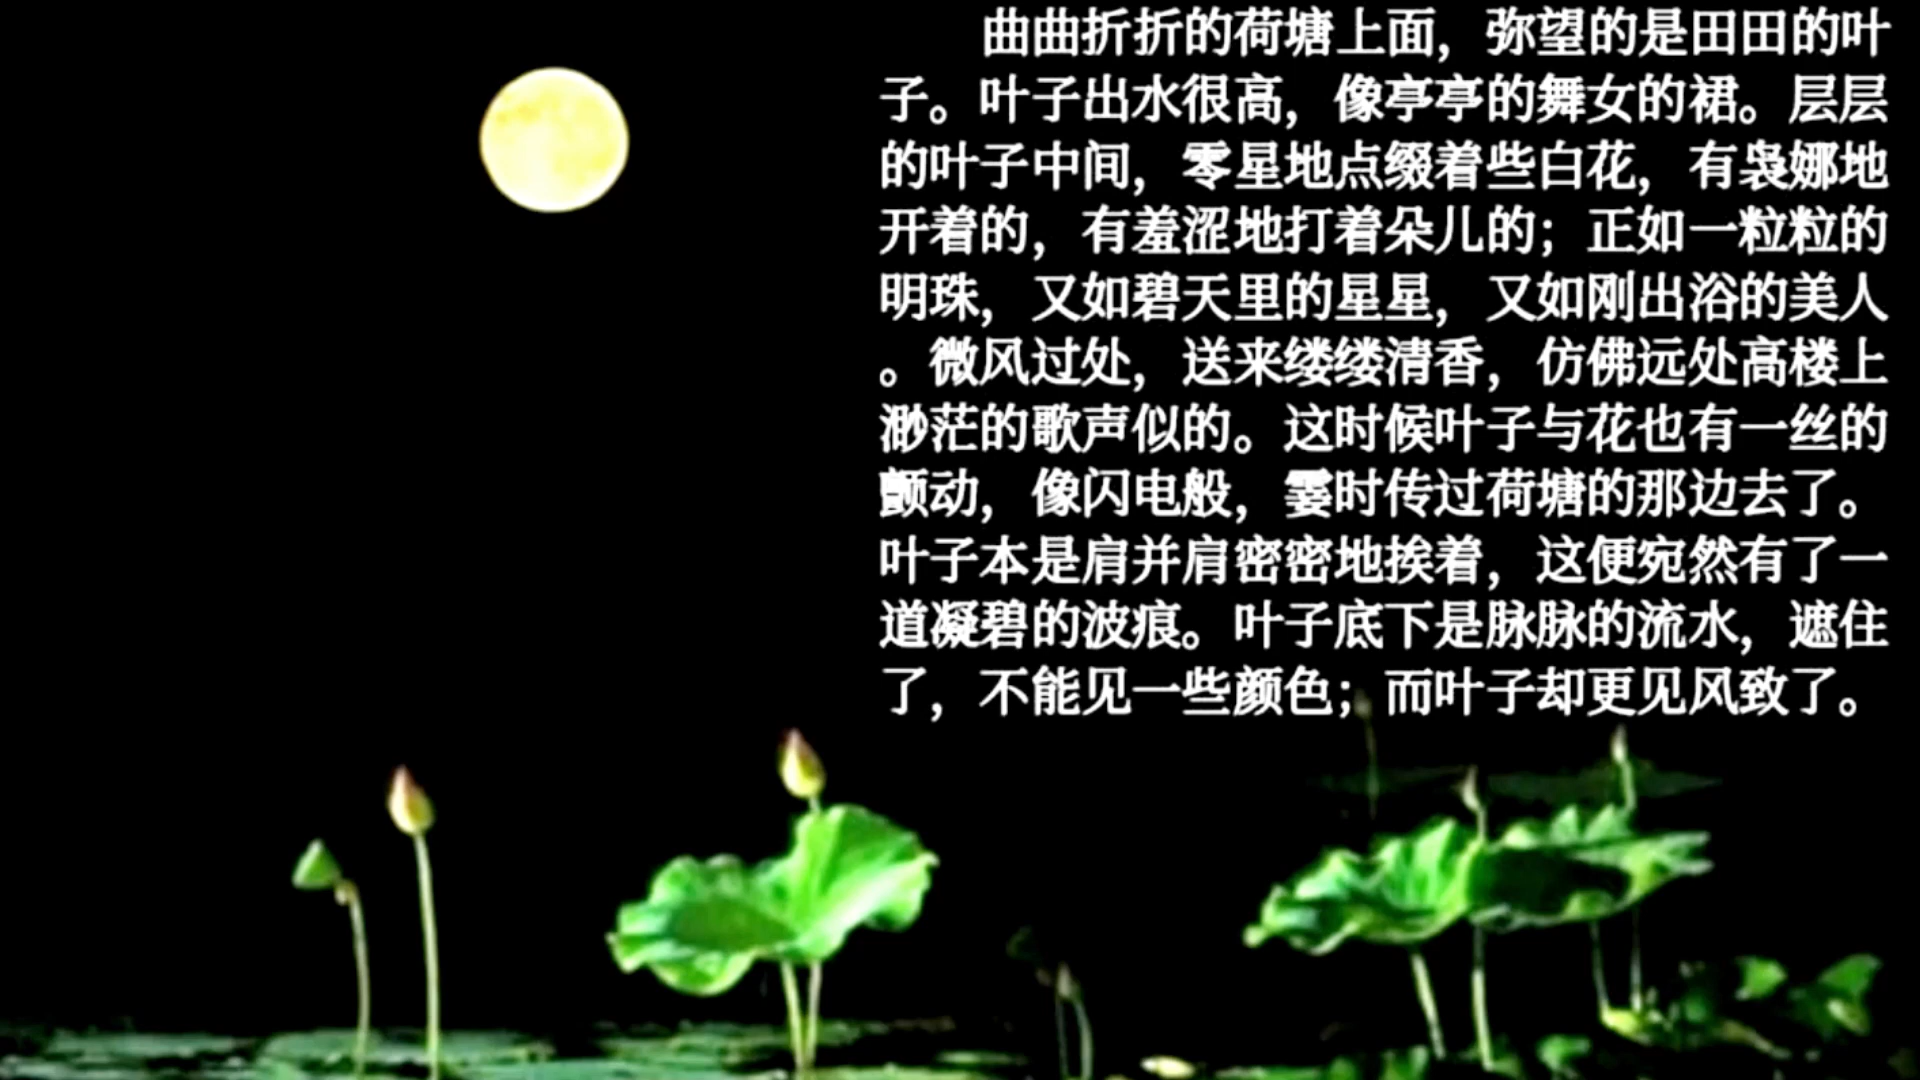 曲曲折折的荷塘上面，弥望的是田田的叶
子。叶子出水很高，像亭亭的舞女的裙。层层
的叶子中间，零星地点缀着些白花，有袅娜地
开着的，有羞涩地打着朵儿的；正如一粒粒的
明珠，又如碧天里的星星，又如刚出浴的美人
。微风过处，送来缕缕清香，仿佛远处高楼上
渺茫的歌声似的。这时候叶子与花也有一丝的
颤动，像闪电般，霎时传过荷塘的那边去了。
叶子本是肩并肩密密地挨着，这便宛然有了一
道凝碧的波痕。叶子底下是脉脉的流水，遮住
了，不能见一些颜色；而叶子却更见风致了。